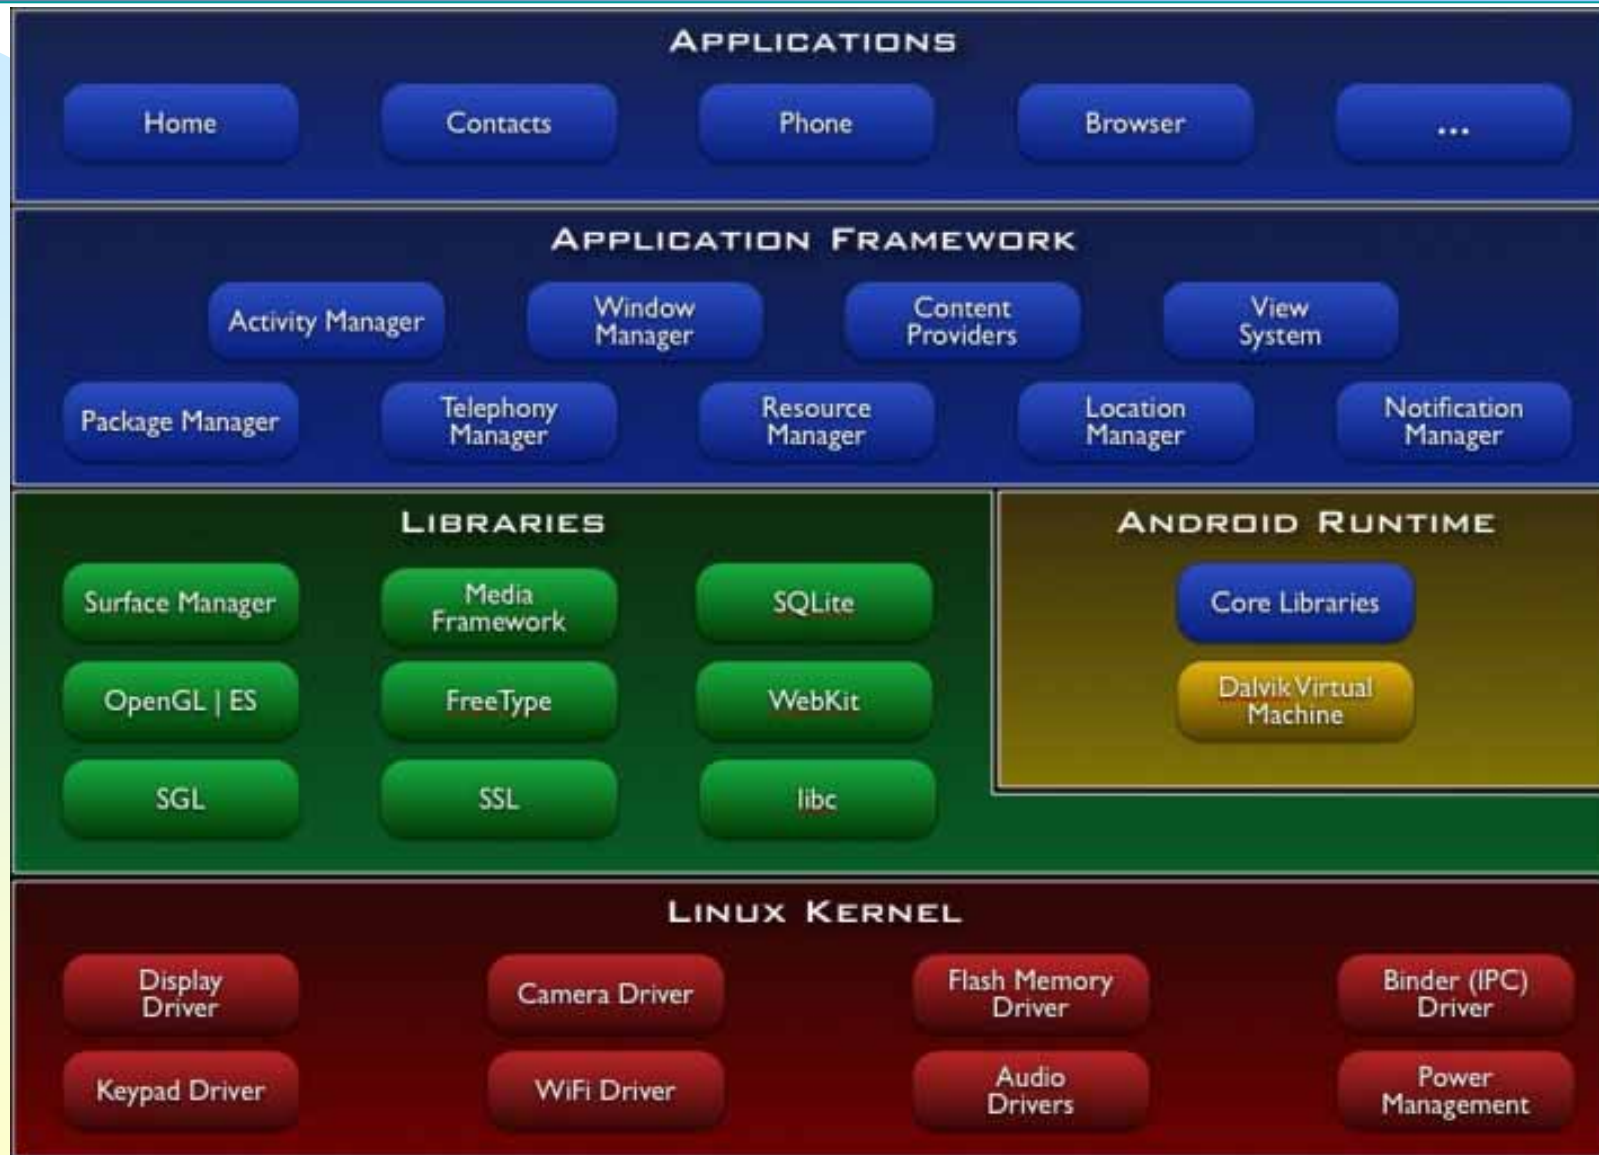 APPLICATIONS
Home
Contacts
Phone
Browser
...
APPLICATION FRAMEWORK
Activity Manager
Window
Manager
Content
Providers
View
System
Package Manager
Telephony
Manager
Resource
Manager
Location
Manager
Notification
Manager
LIBRARIES
Surface Manager
Media
Framework
SQLite
OpenGL | ES
FreeType
WebKit
SGL
SSL
libc
ANDROID RUNTIME
Core Libraries
Dalvik Virtual
Machine
LINUX KERNEL
Display
Driver
Camera Driver
Flash Memory
Driver
Binder (IPC)
Driver
Keypad Driver
WiFi Driver
Audio
Drivers
Power
Management